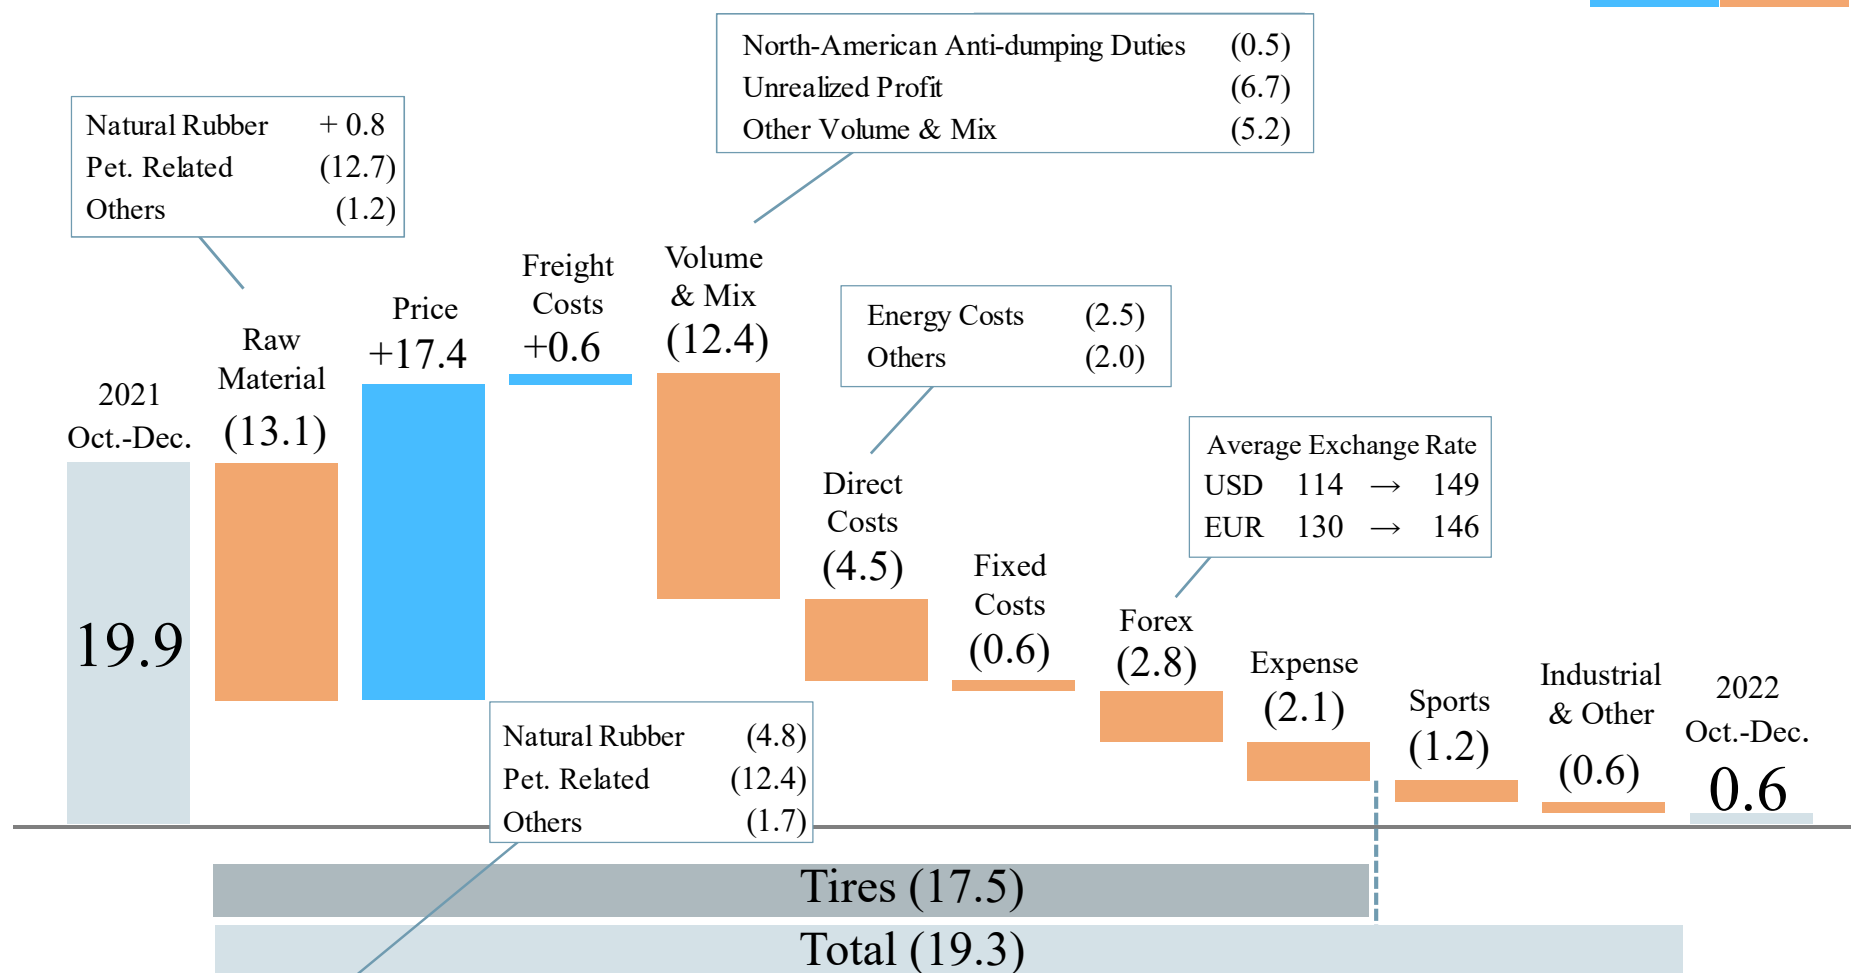 North-American Anti-dumping Duties (0.5)
Unrealized Profit (6.7)
Other Volume & Mix (5.2)
Natural Rubber + 0.8
Pet. Related (12.7)
Others (1.2)
2021
Oct.-Dec.
19.9
Raw
Material
(13.1)
Price
+17.4
Freight
Costs
+0.6
Volume
& Mix
(12.4)
Energy Costs (2.5)
Others (2.0)
Direct
Costs
(4.5)
Fixed
Costs
(0.6)
Average Exchange Rate
USD 114 → 149
EUR 130 → 146
Forex
(2.8)
Expense
(2.1)
Sports
(1.2)
Industrial
& Other
(0.6)
2022
Oct.-Dec.
0.6
Natural Rubber (4.8)
Pet. Related (12.4)
Others (1.7)
Tires (17.5)
Total (19.3)